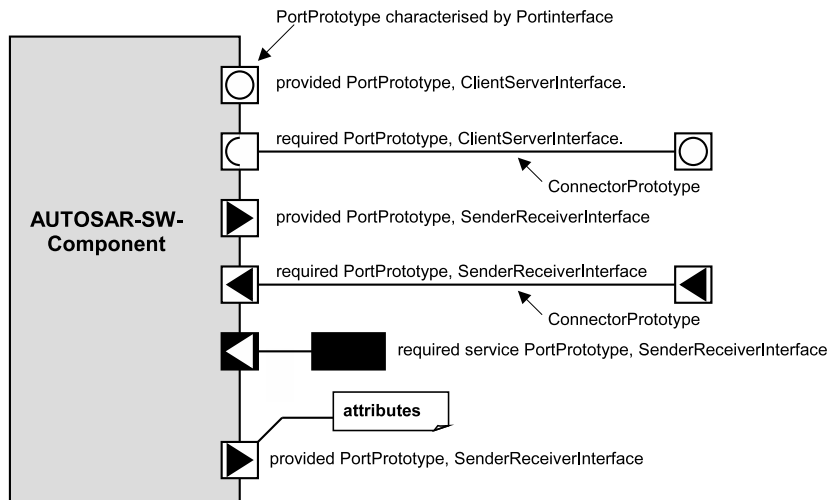 PortPrototype characterised by Portinterface
provided PortPrototype, ClientServerInterface.
required PortPrototype, ClientServerInterface.
ConnectorPrototype
AUTOSAR-SW-
Component
provided PortPrototype, SenderReceiverInterface
required PortPrototype, SenderReceiverInterface
ConnectorPrototype
required service PortPrototype, SenderReceiverInterface
attributes
provided PortPrototype, SenderReceiverInterface